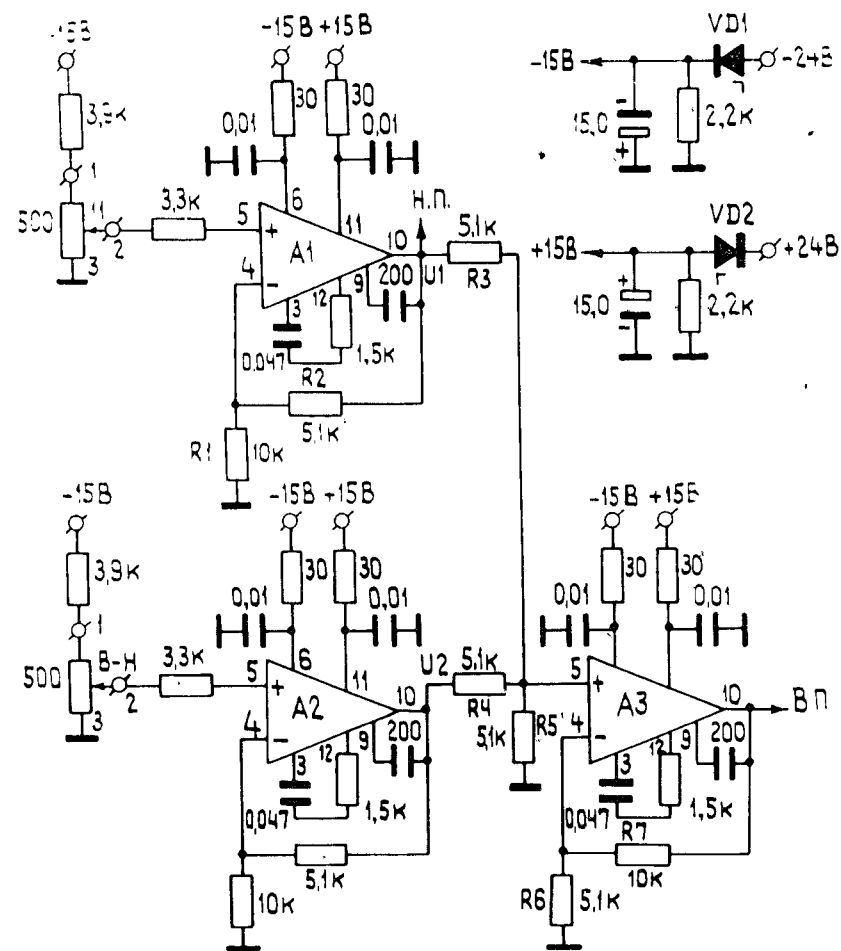 -15В
3,9к
1
500
11
2
3
3,3к
-15В +15В
30
30
0,01
0,01
6
11
5
+
A1
10
4
-
3
12
9
200
U1
Н.П.
5,1к
R3
0,047
1,5к
R2
5,1к
R1
10к
VD1
-15В
-24В
-
15,0
+
2,2к
VD2
+15В
+24В
+
15,0
-
2,2к
-15В
3,9к
1
500
В-Н
2
3
3,3к
-15В +15В
30
30
0,01
0,01
6
11
5
+
A2
10
4
-
3
12
9
200
U2
5,1к
R4
R5
5,1к
0,047
1,5к
5,1к
10к
-15В +15В
30
30
0,01
0,01
5
+
A3
10
ВП
4
-
3
12
9
200
0,047
1,5к
R7
10к
R6
5,1к